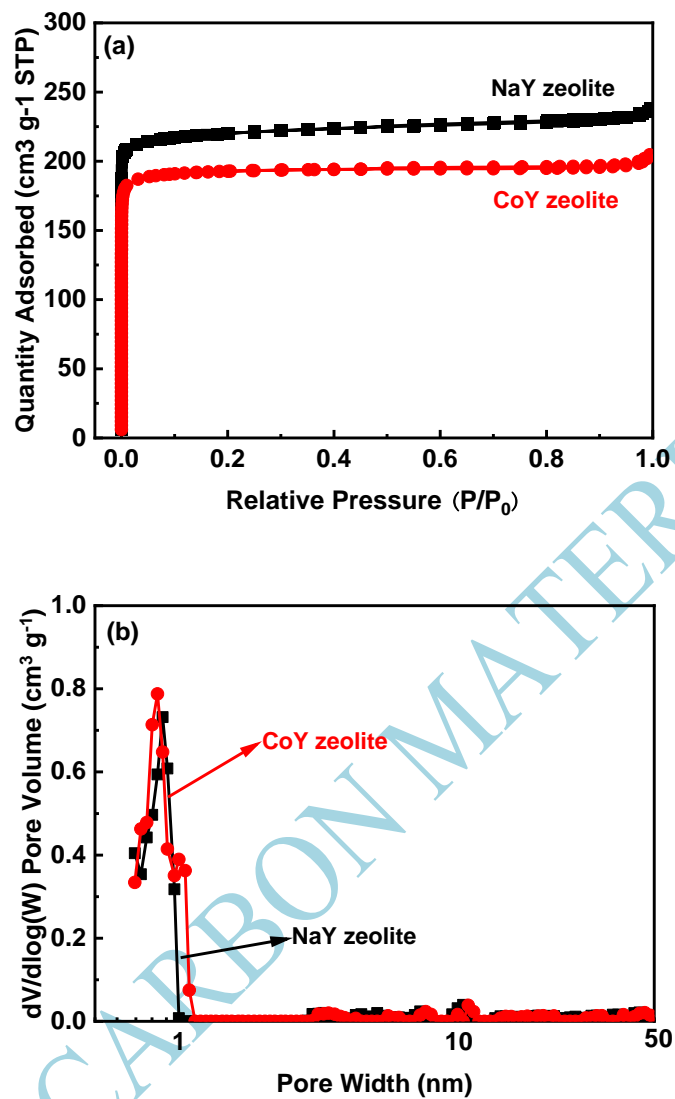 (a)
300
250
200
150
100
50
0
NaY zeolite
CoY zeolite
Quantity Adsorbed (cm3 g-1 STP)
0.0 0.2 0.4 0.6 0.8 1.0
Relative Pressure（P/P0）
(b)
1.0
0.8
0.6
0.4
0.2
0.0
CoY zeolite
NaY zeolite
dV/dlog(W) Pore Volume (cm³ g⁻¹)
1 10 50
Pore Width (nm)
CARBON MATER